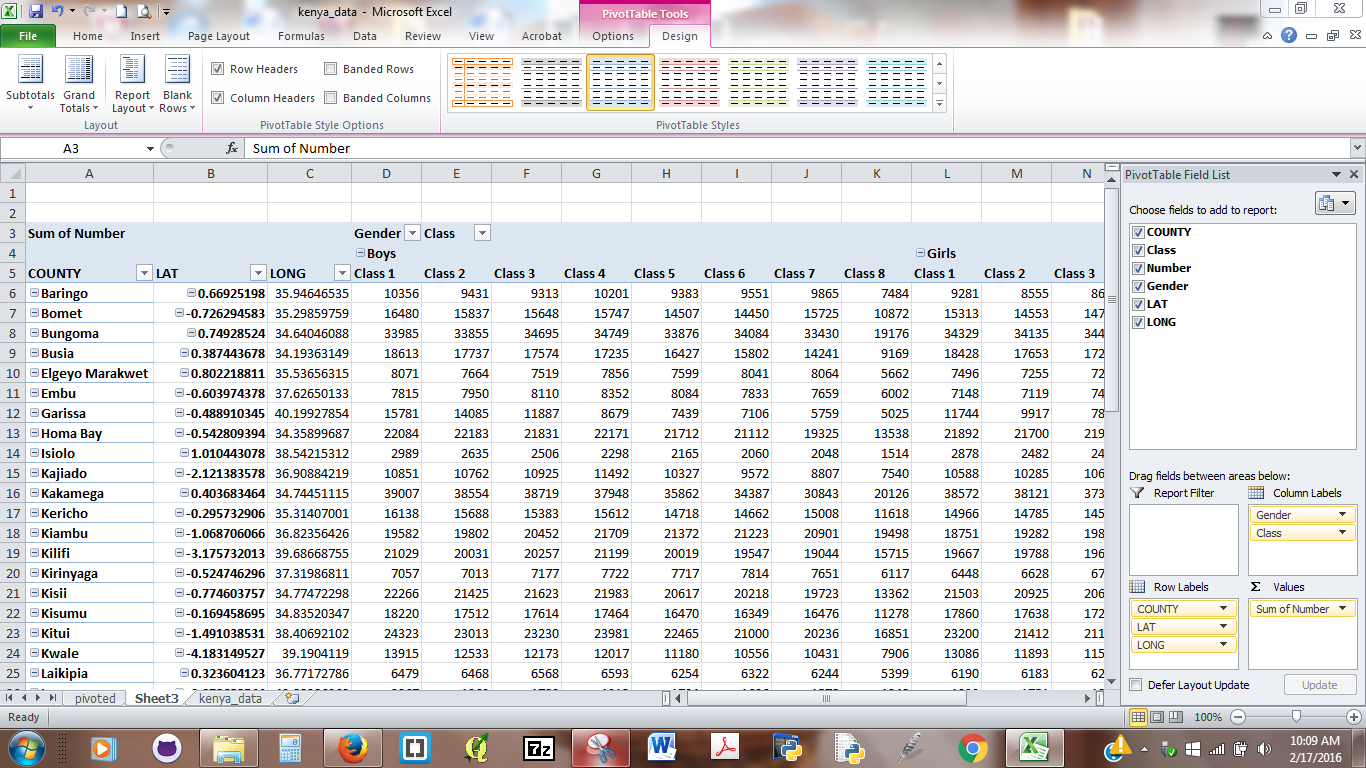 kenya_data - Microsoft Excel
PivotTable Tools
File Home Insert Page Layout Formulas Data Review View Acrobat Options Design
Subtotals Grand Totals Report Layout Blank Rows
Row Headers Banded Rows
Column Headers Banded Columns
Layout PivotTable Style Options PivotTable Styles
A3 fx Sum of Number
A B C D E F G H I J K L M N
1
2
3 Sum of Number Gender Class
4 Boys Girls
5 COUNTY LAT LONG Class 1 Class 2 Class 3 Class 4 Class 5 Class 6 Class 7 Class 8 Class 1 Class 2 Class 3
6 Baringo 0.66925198 35.94646535 10356 9431 9313 10201 9383 9551 9865 7484 9281 8555 86
7 Bomet -0.726294583 35.29859759 16480 15837 15648 15747 14507 14450 15725 10872 15313 14553 147
8 Bungoma 0.74928524 34.64046088 33985 33855 34695 34749 33876 34084 33430 19176 34329 34135 344
9 Busia 0.387443678 34.19363149 18613 17737 17574 17235 16427 15802 14241 9169 18428 17653 172
10 Elgeyo Marakwet 0.802218811 35.53656315 8071 7664 7519 7856 7599 8041 8064 5662 7496 7255 72
11 Embu -0.603974378 37.62650133 7815 7950 8110 8352 8084 7833 7659 6002 7148 7119 74
12 Garissa -0.488910345 40.19927854 15781 14085 11887 8679 7439 7106 5759 5025 11744 9917 78
13 Homa Bay -0.542809394 34.35899687 22084 22183 21831 22171 21712 21112 19325 13538 21892 21700 219
14 Isiolo 1.010443078 38.54215312 2989 2635 2506 2298 2165 2060 2048 1514 2878 2482 24
15 Kajiado -2.121383578 36.90884219 10851 10762 10925 11492 10327 9572 8807 7540 10588 10285 106
16 Kakamega 0.403683464 34.74451115 39007 38554 38719 37948 35862 34387 30843 20126 38572 38121 373
17 Kericho -0.295732906 35.31407001 16138 15688 15383 15612 14718 14662 15008 11618 14966 14785 145
18 Kiambu -1.068706066 36.82356426 19582 19802 20452 21709 21372 21223 20901 19498 18751 19282 198
19 Kilifi -3.175732013 39.68668755 21029 20031 20257 21199 20019 19547 19044 15715 19667 19788 196
20 Kirinyaga -0.524746296 37.31986811 7057 7013 7177 7722 7717 7814 7651 6117 6448 6628 67
21 Kisii -0.774603757 34.77472298 22266 21425 21623 21983 20617 20218 19723 13362 21503 20925 206
22 Kisumu -0.169458695 34.83520347 18220 17512 17614 17464 16470 16349 16476 11278 17860 17638 172
23 Kitui -1.491038531 38.40692102 24323 23013 23230 23981 22465 21000 20236 16851 23200 21412 211
24 Kwale -4.183149527 39.1904119 13915 12533 12173 12017 11180 10556 10431 7906 13086 11893 115
25 Laikipia 0.323604123 36.77172786 6479 6468 6568 6593 6254 6322 6244 5399 6190 6183 62
pivoted Sheet3 kenya_data
Ready 100%
PivotTable Field List
Choose fields to add to report:
COUNTY
Class
Number
Gender
LAT
LONG
Drag fields between areas below:
Report Filter Column Labels
Gender
Class
Row Labels Σ Values
COUNTY Sum of Number
LAT
LONG
Defer Layout Update Update
7z
10:09 AM
2/17/2016